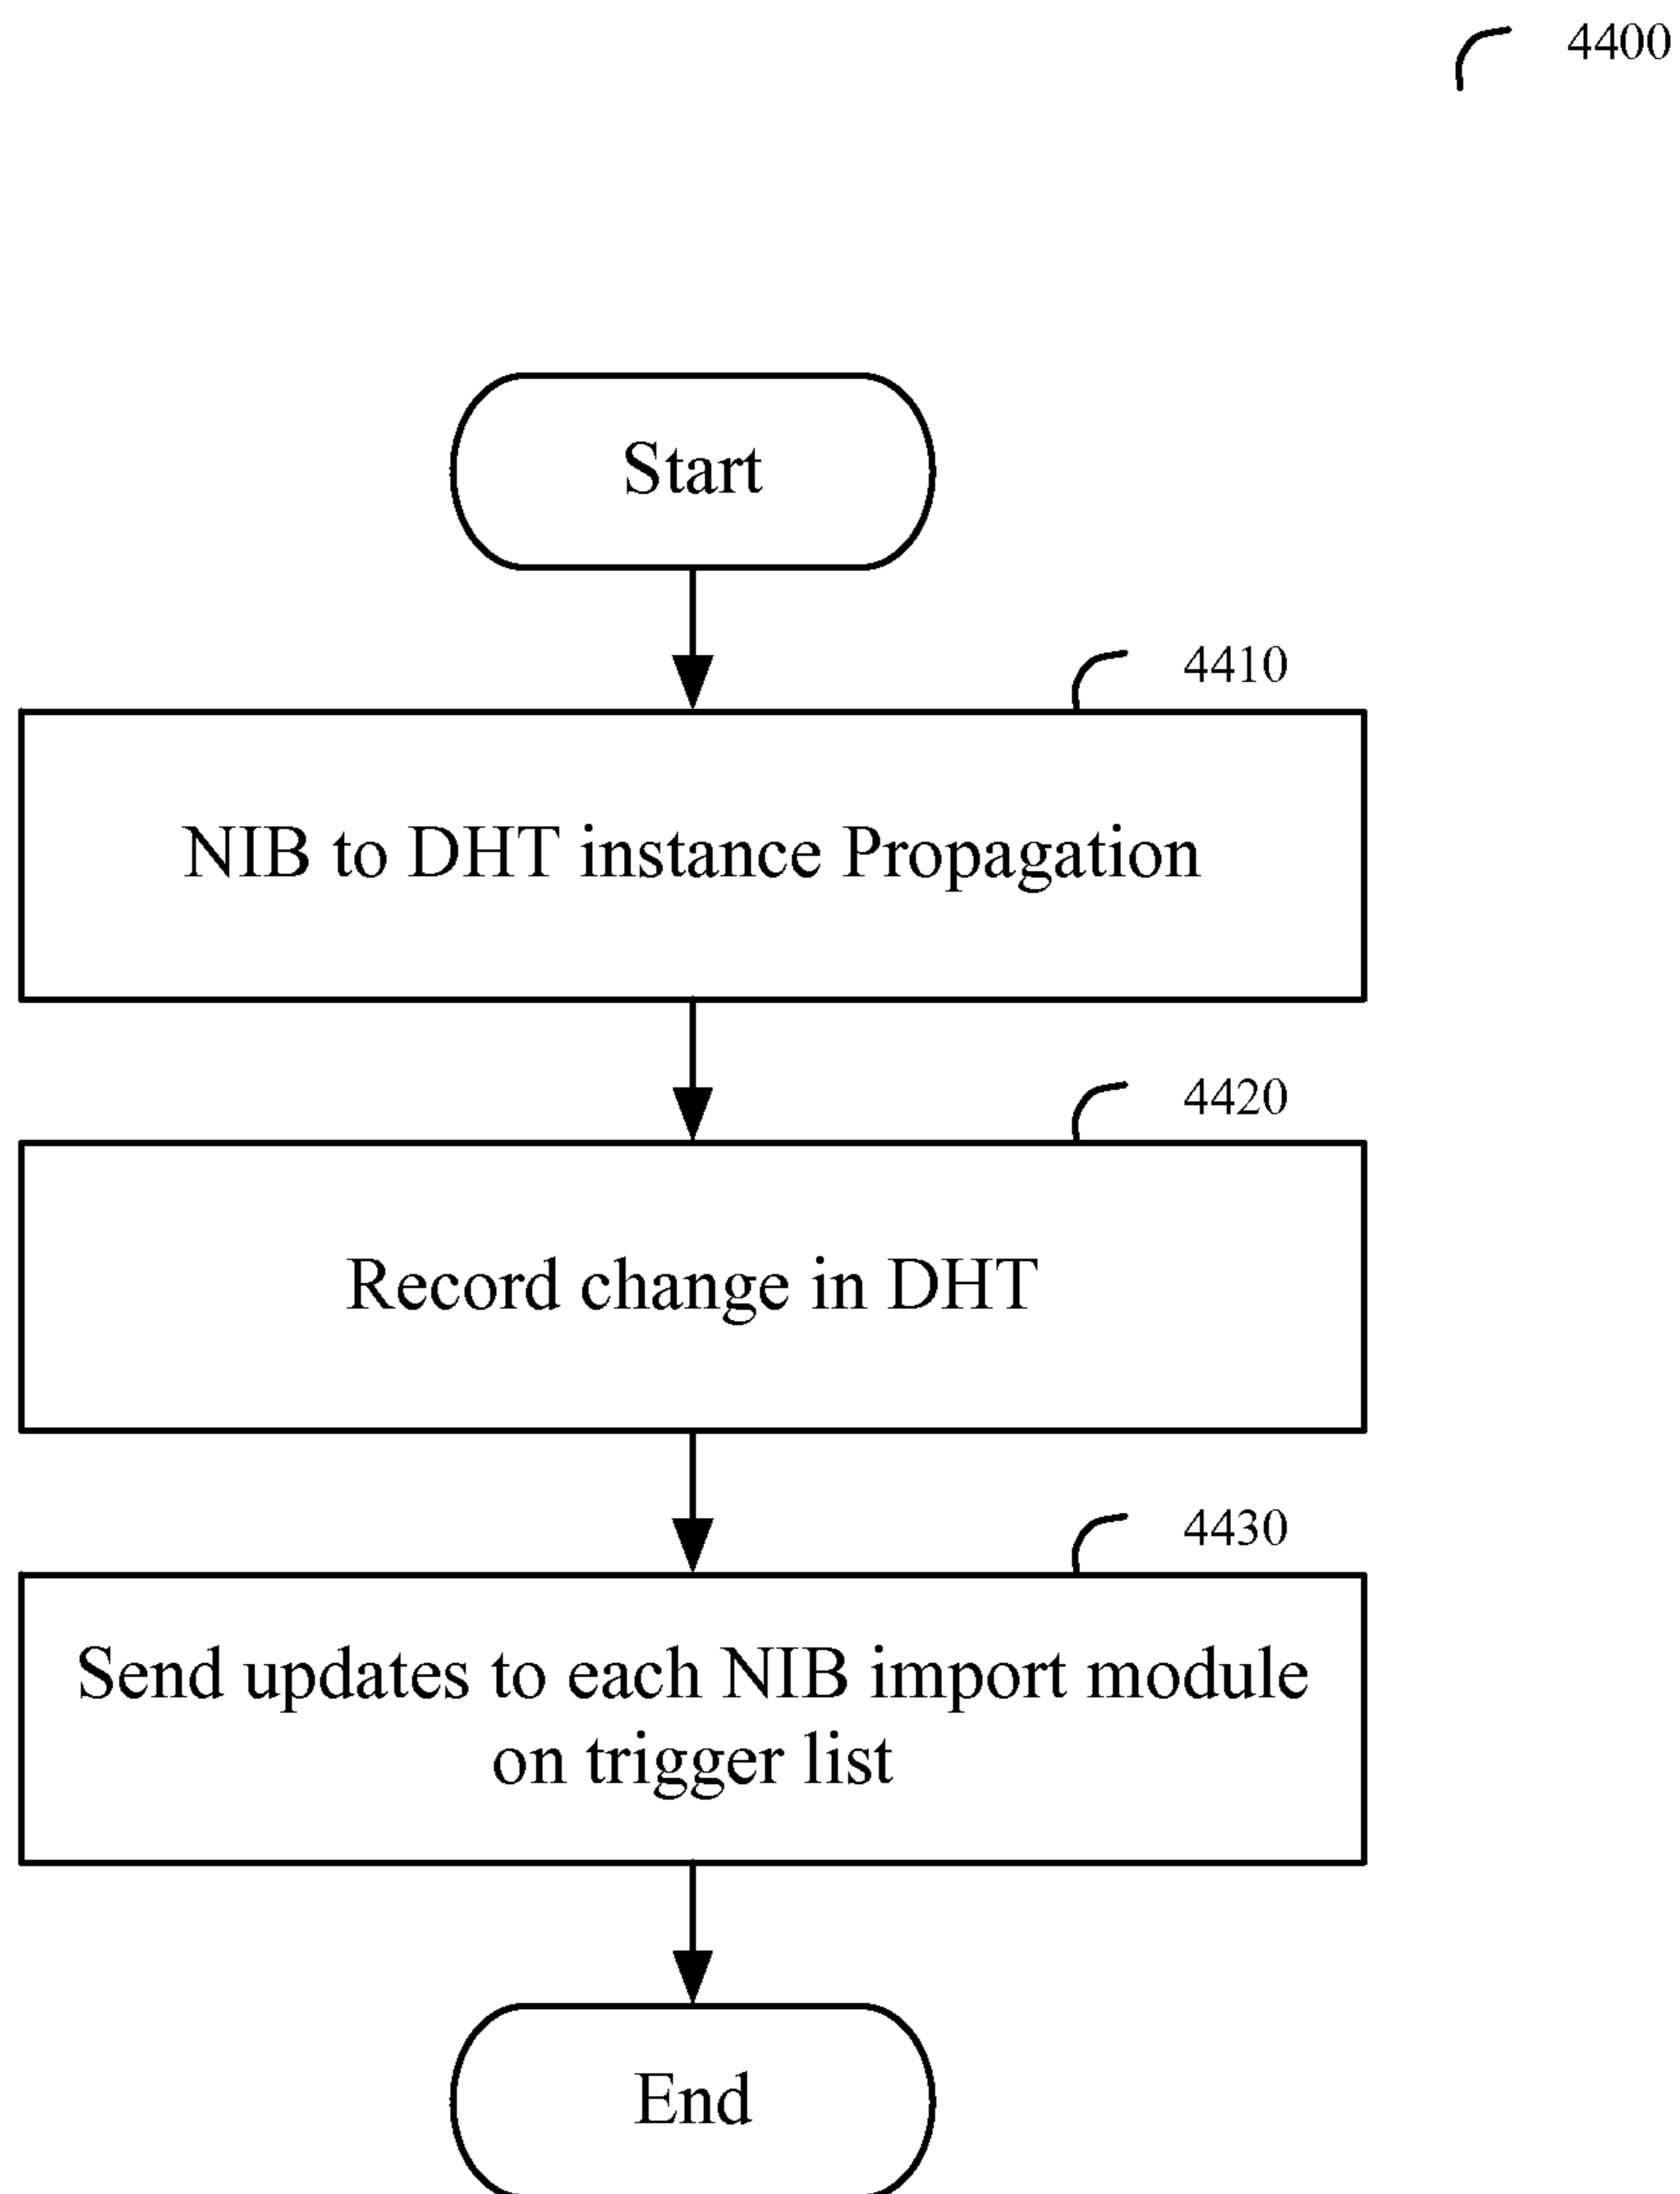 4400
Start
4410
NIB to DHT instance Propagation
4420
Record change in DHT
4430
Send updates to each NIB import module
on trigger list
End